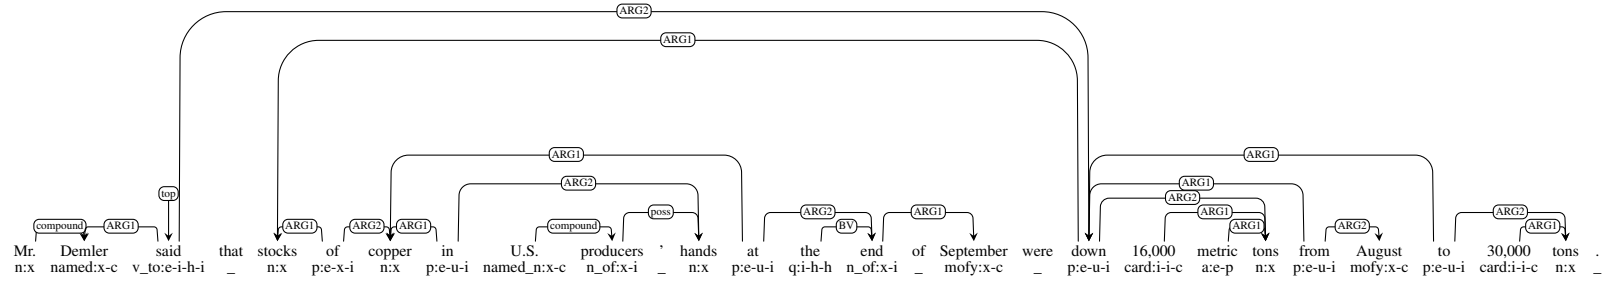 ARG2
ARG1
ARG1 ARG1
top ARG2 ARG1
ARG2
poss ARG2 ARG1 ARG2
compound ARG1 ARG1 ARG2 ARG1 compound BV ARG1 ARG1 ARG2 ARG1
Mr. Demler said that stocks of copper in U.S. producers ' hands at the end of September were down 16,000 metric tons from August to 30,000 tons .
n:x named:x-c v_to:e-i-h-i _ n:x p:e-x-i n:x p:e-u-i named_n:x-c n_of:x-i _ n:x p:e-u-i q:i-h-h n_of:x-i _ mofy:x-c _ p:e-u-i card:i-i-c a:e-p n:x p:e-u-i mofy:x-c p:e-u-i card:i-i-c n:x _